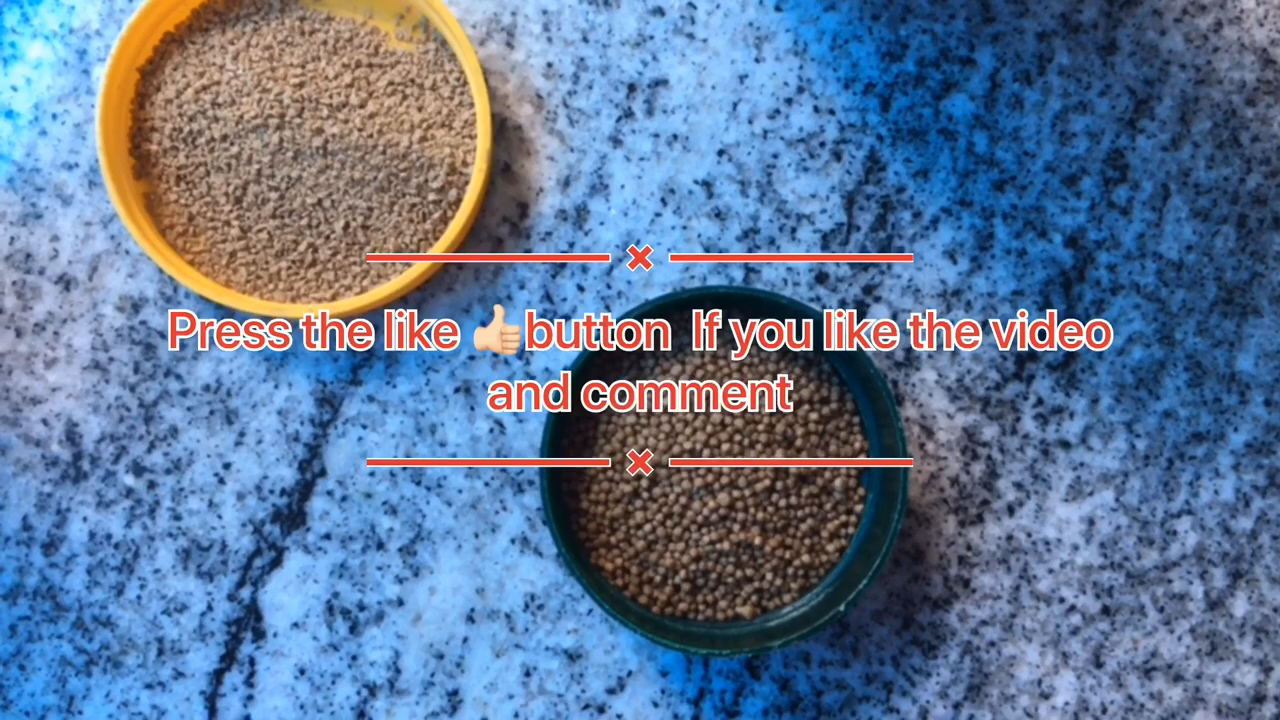 Press the like 👍🏻button  If you like the video
and comment